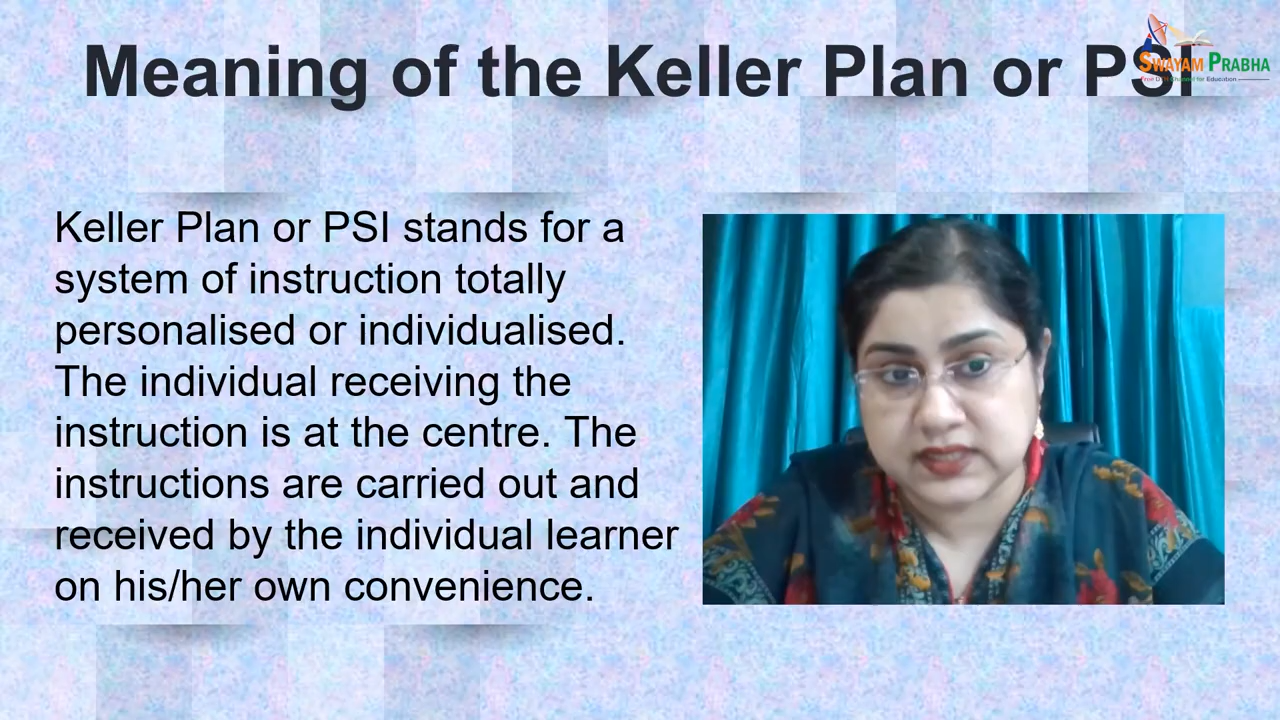 Meaning of the Keller Plan or PSI
SWAYAM PRABHA
Keller Plan or PSI stands for a
system of instruction totally
personalised or individualised.
The individual receiving the
instruction is at the centre. The
instructions are carried out and
received by the individual learner
on his/her own convenience.